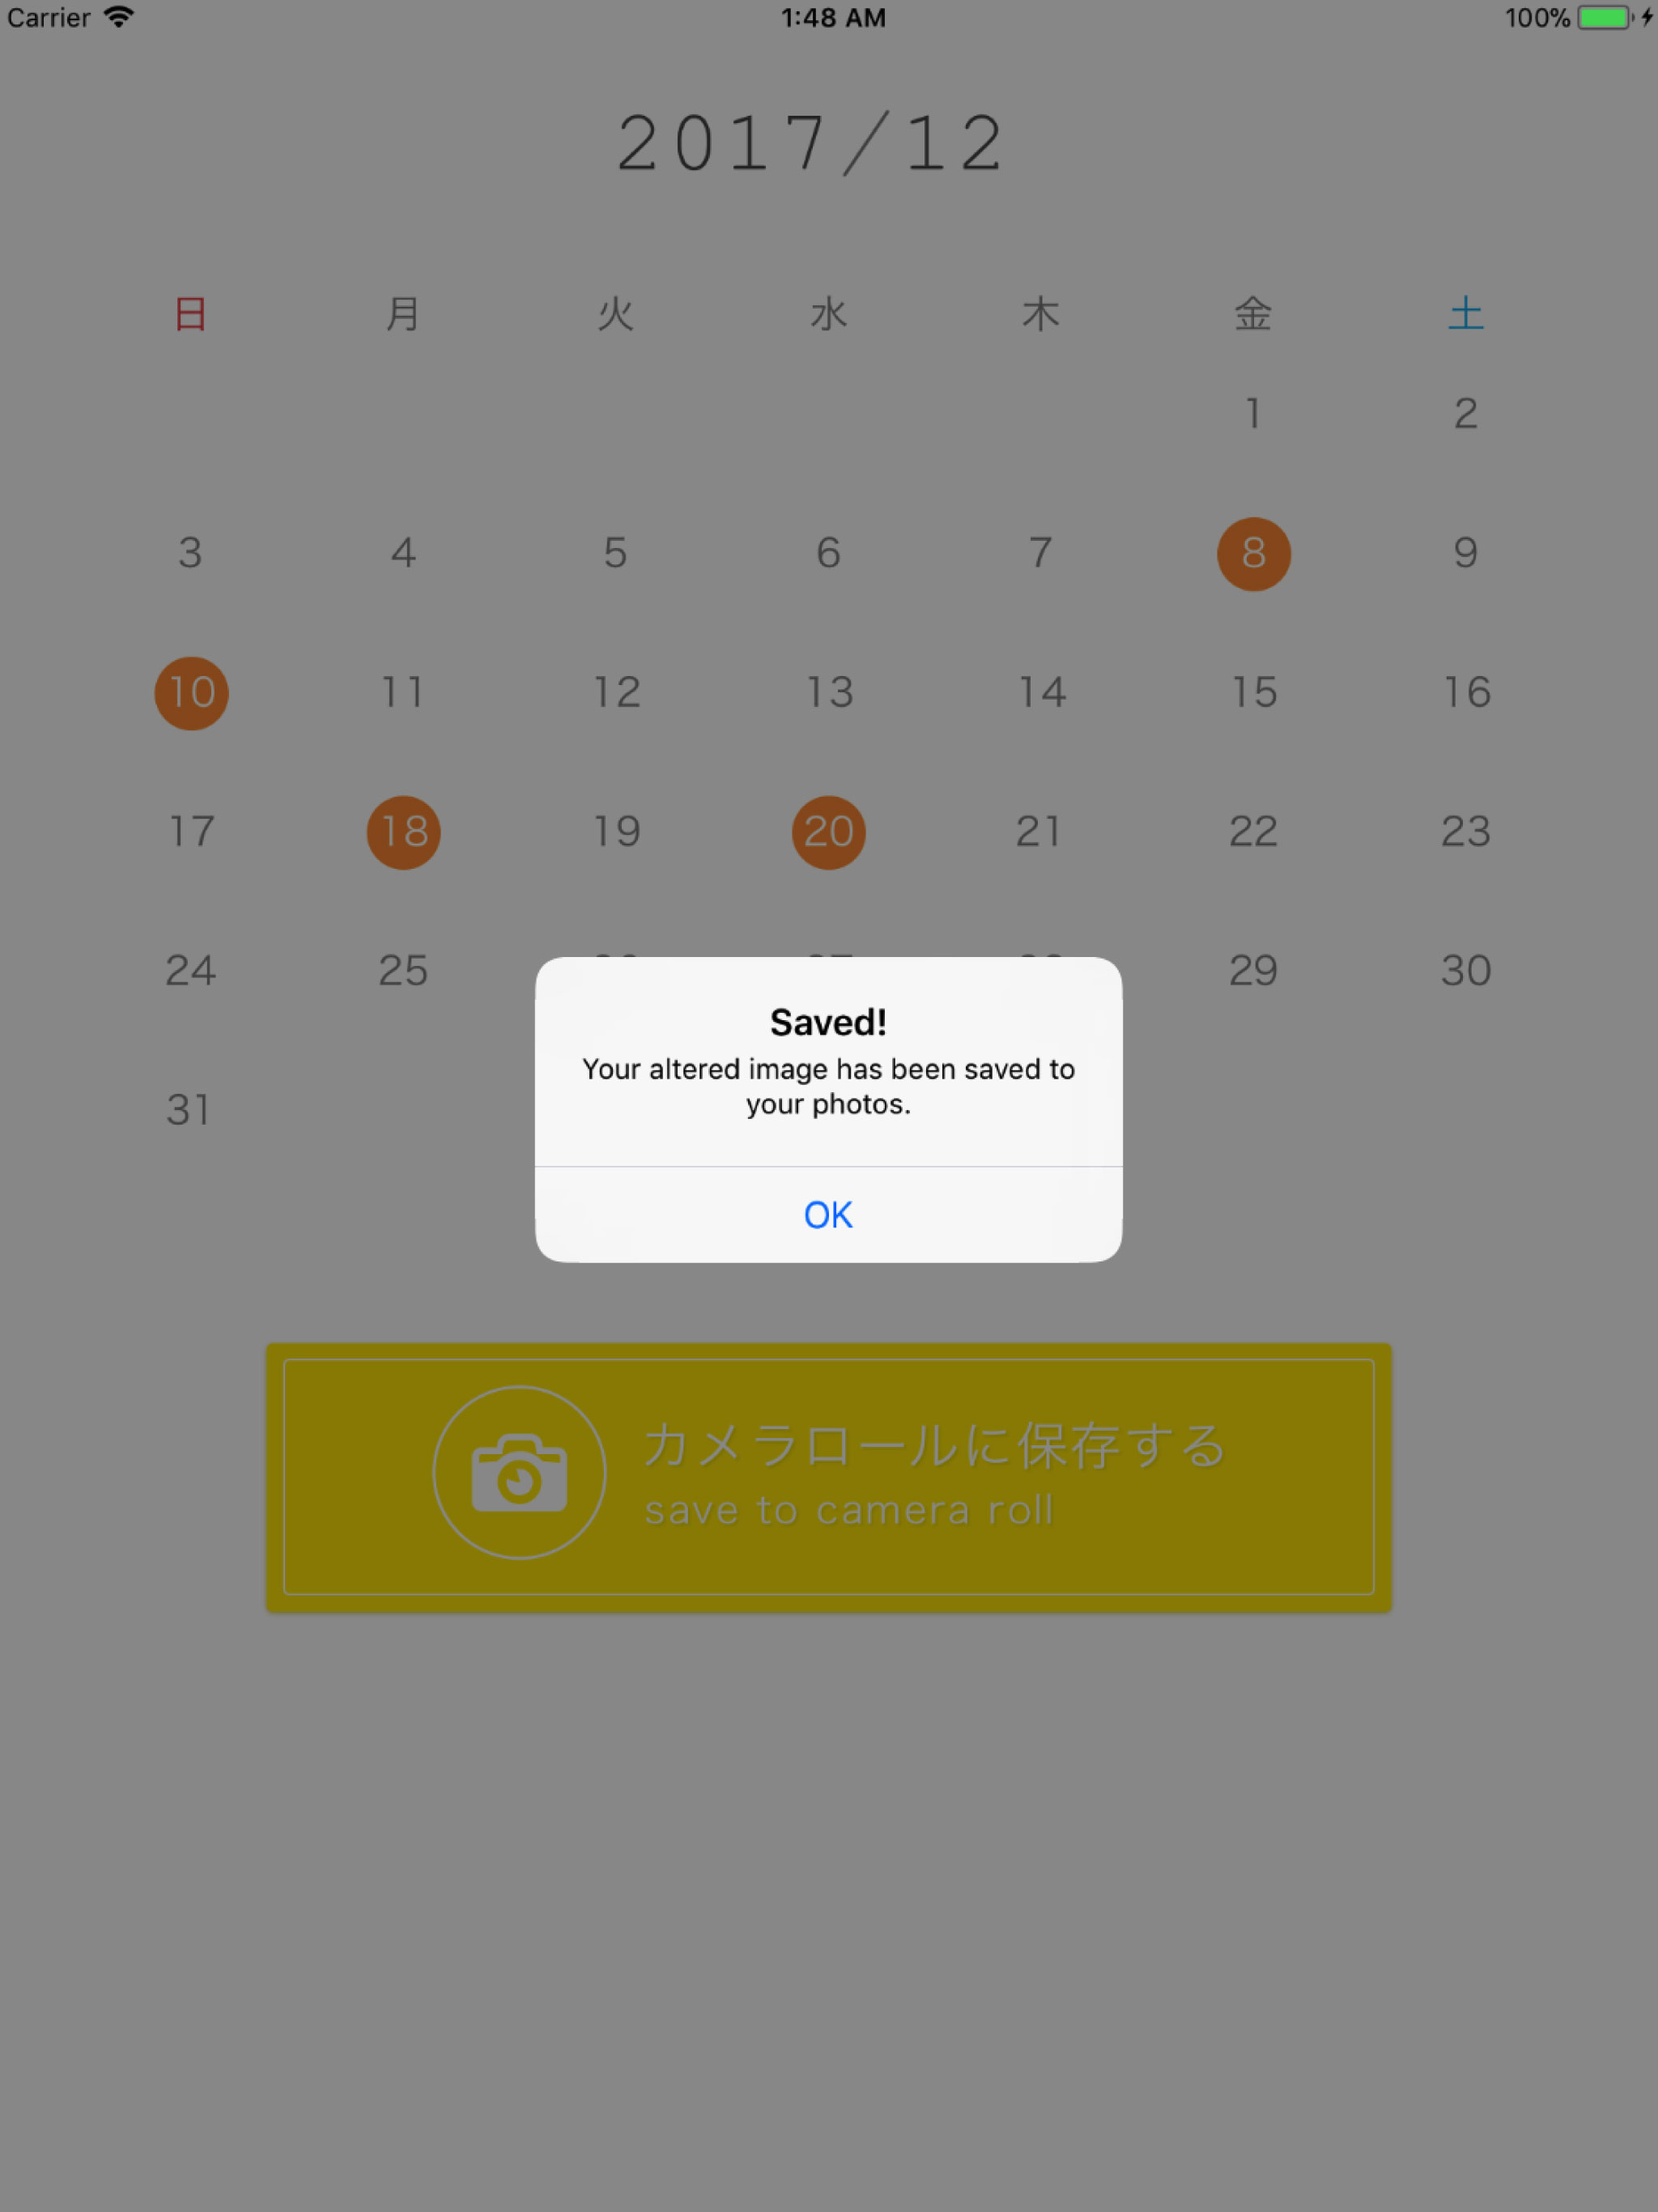 Carrier 1:48 AM 100%
2017/12
日 月 火 水 木 金 土
1 2
3 4 5 6 7 8 9
10 11 12 13 14 15 16
17 18 19 20 21 22 23
24 25 29 30
Saved!
Your altered image has been saved to
your photos.
31
OK
カメラロールに保存する
save to camera roll